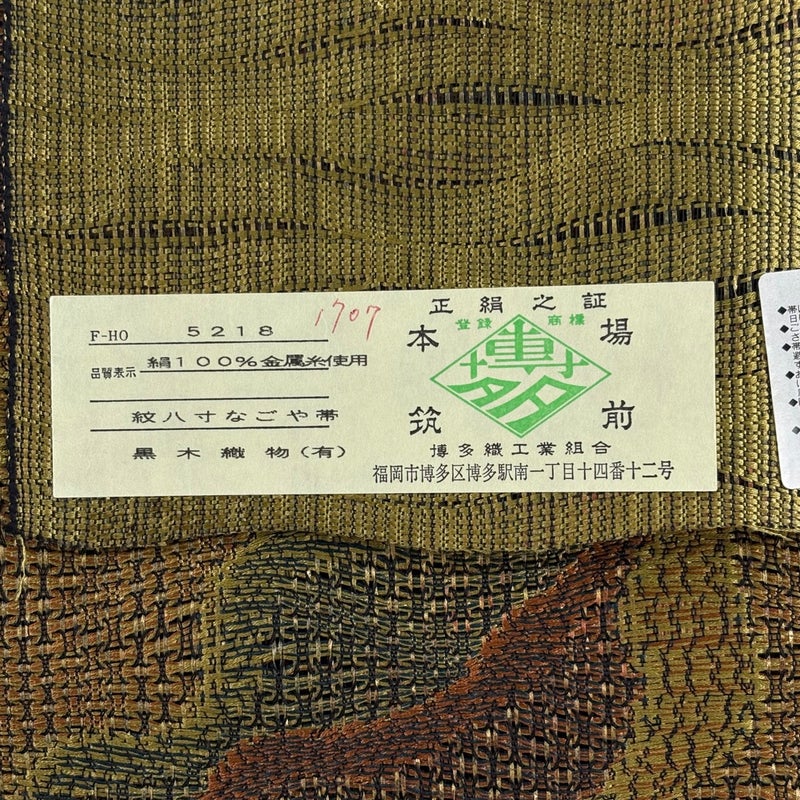 F-HO 5218
1707
品質表示 絹100%金属糸使用
紋八寸なごや帯
黒木織物(有)
正絹之証
登録 商標
本場
博多
筑前
博多織工業組合
福岡市博多区博多駅南一丁目十四番十二号